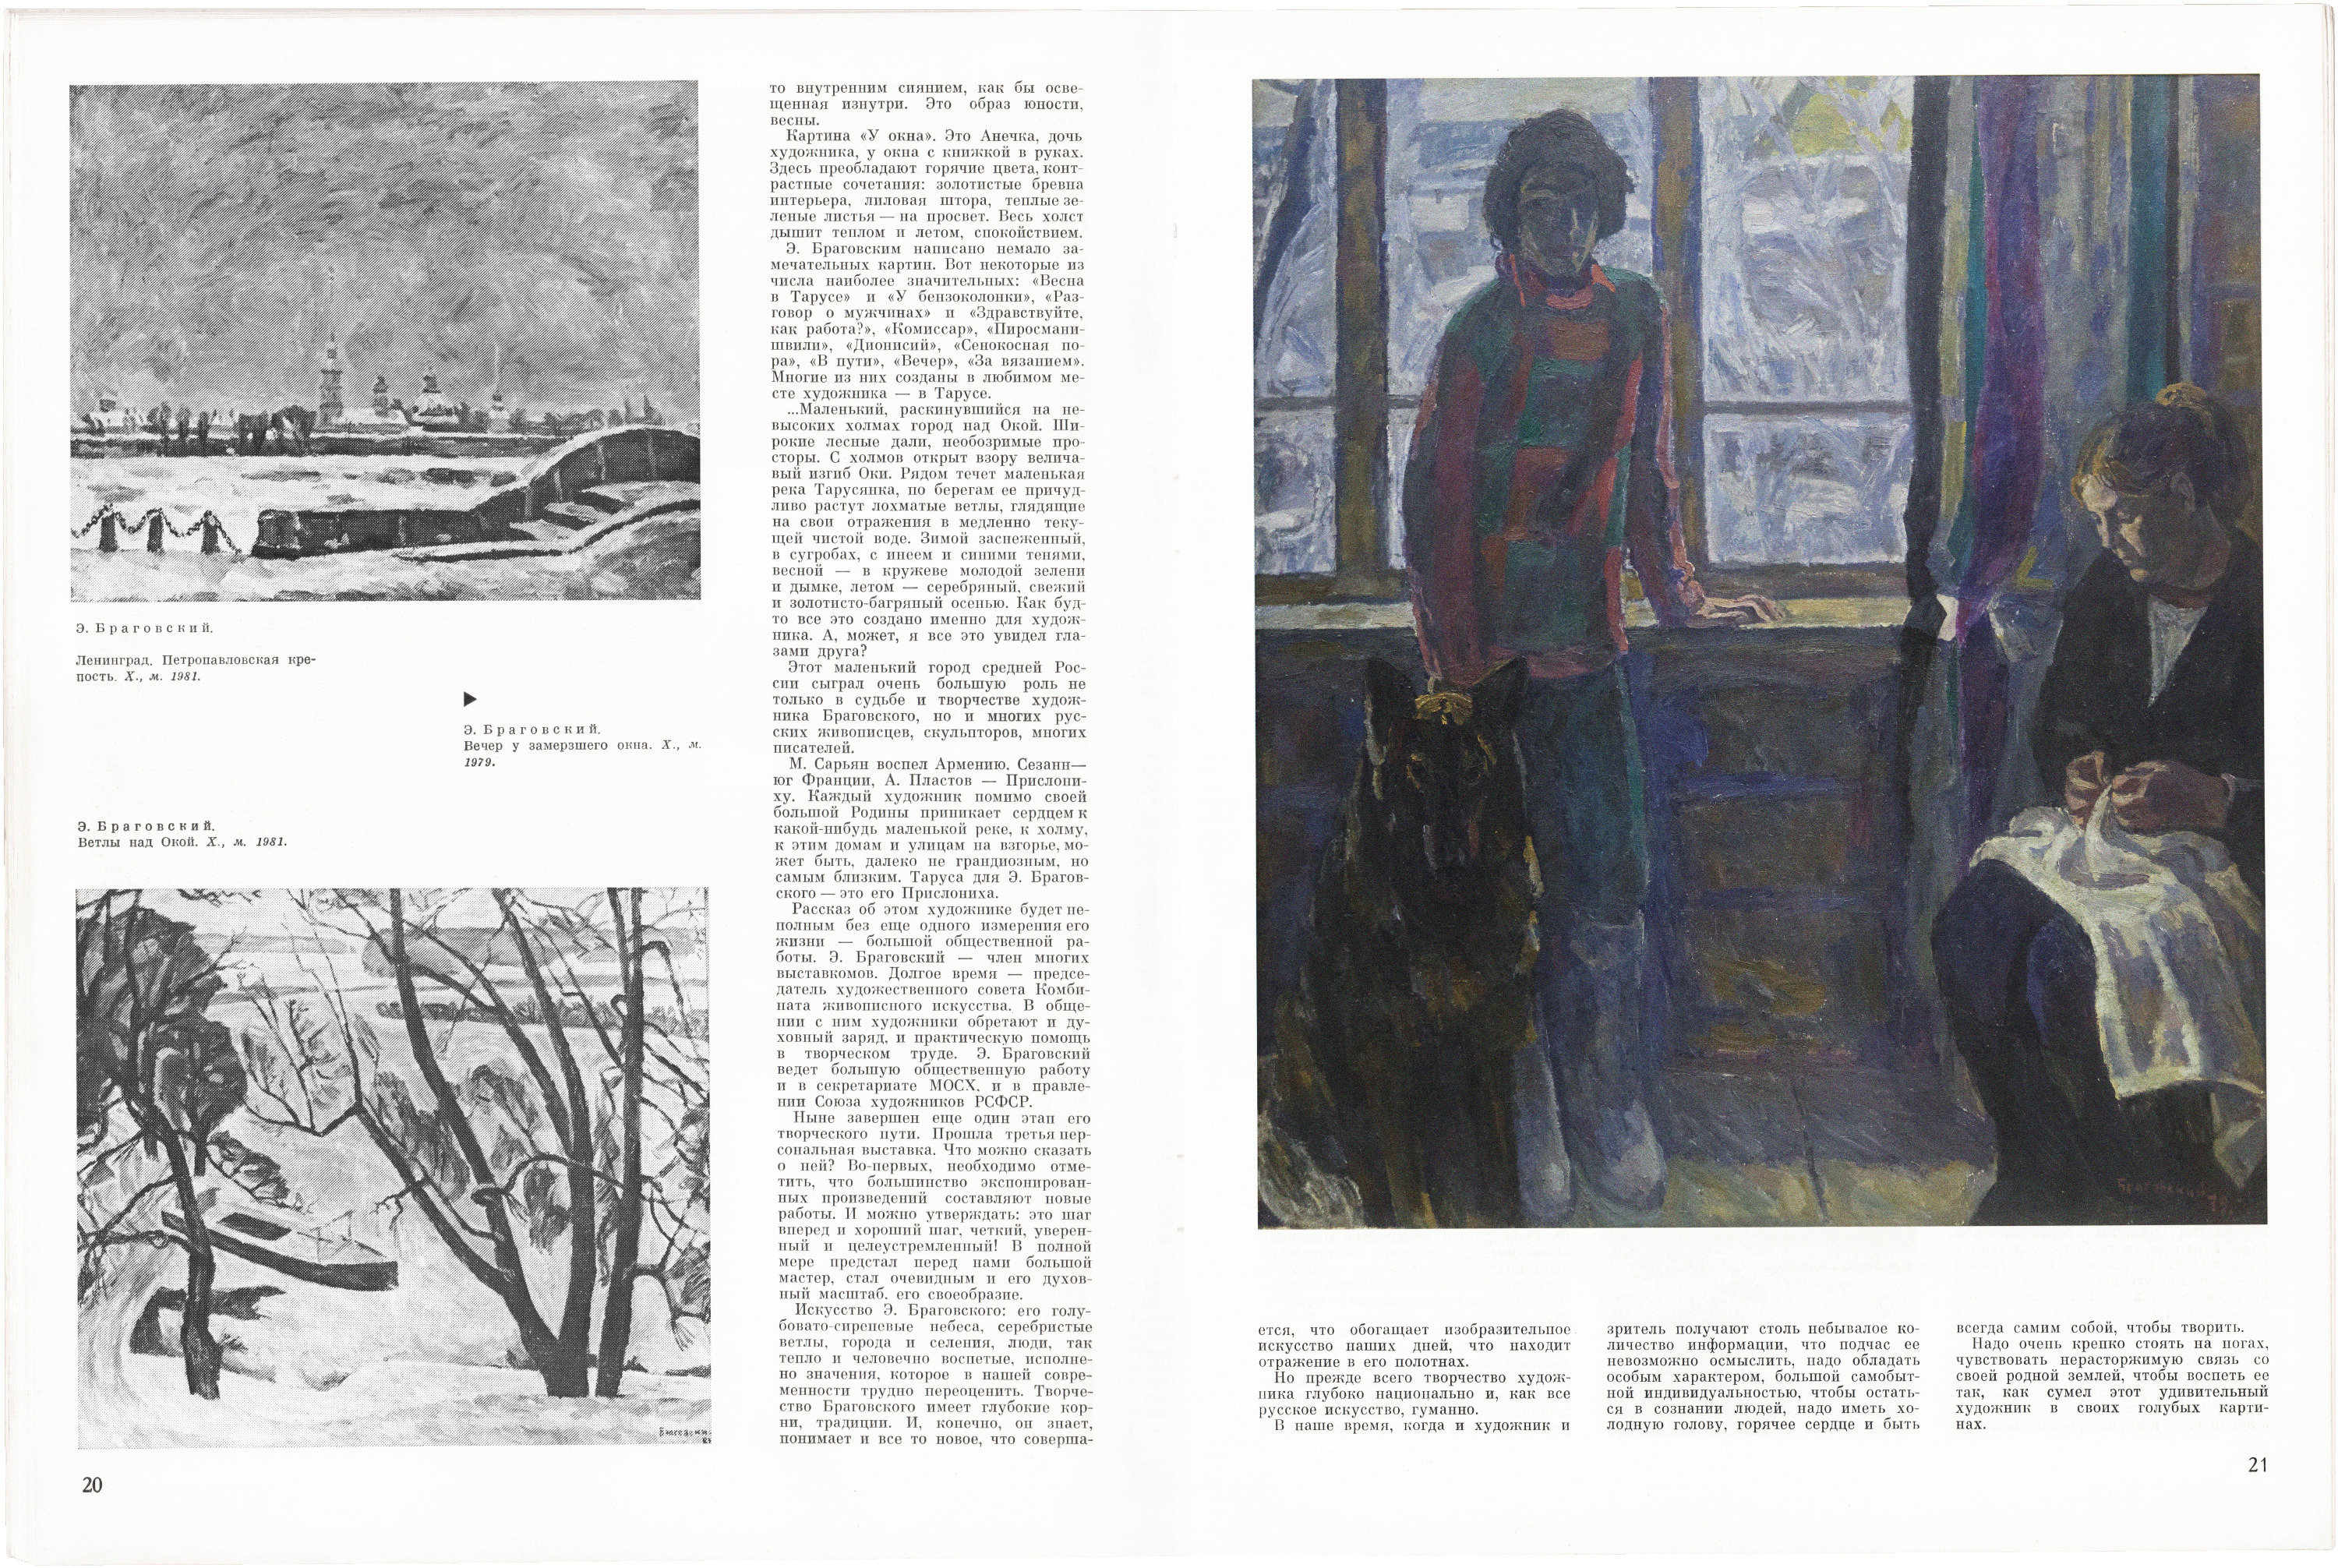 Э. Браговский.
Ленинград. Петропавловская кре-
пость. Х., м. 1981.
Э. Браговский.
Вечер у замерзшего окна. Х., м.
1979.
Э. Браговский.
Ветлы над Окой. Х., м. 1981.
20
то внутренним сиянием, как бы осве-
щенная изнутри. Это образ юности,
весны.
Картина «У окна». Это Анечка, дочь
художника, у окна с книжкой в руках.
Здесь преобладают горячие цвета, конт-
растные сочетания: золотистые бревна
интерьера, лиловая штора, теплые зе-
леные листья — на просвет. Весь холст
дышит теплом и летом, спокойствием.
Э. Браговским написано немало за-
мечательных картин. Вот некоторые из
числа наиболее значительных: «Весна
в Тарусе» и «У бензоколонки», «Раз-
говор о мужчинах» и «Здравствуйте,
как работа?», «Комиссар», «Пиросмани-
швили», «Дионисий», «Сенокосная по-
ра», «В пути», «Вечер», «За вязанием».
Многие из них созданы в любимом ме-
сте художника — в Тарусе.
...Маленький, раскинувшийся на не-
высоких холмах город над Окой. Ши-
рокие лесные дали, необозримые про-
сторы. С холмов открыт взору велича-
вый изгиб Оки. Рядом течет маленькая
река Тарусянка, по берегам ее причуд-
ливо растут лохматые ветлы, глядящие
на свои отражения в медленно теку-
щей чистой воде. Зимой заснеженный,
в сугробах, с инеем и синими тенями,
весной — в кружеве молодой зелени
и дымке, летом — серебряный, свежий
и золотисто-багряный осенью. Как буд-
то все это создано именно для худож-
ника. А, может, я все это увидел гла-
зами друга?
Этот маленький город средней Рос-
сии сыграл очень большую роль не
только в судьбе и творчестве худож-
ника Браговского, но и многих рус-
ских живописцев, скульпторов, многих
писателей.
М. Сарьян воспел Армению, Сезанн—
юг Франции, А. Пластов — Прислони-
ху. Каждый художник помимо своей
большой Родины приникает сердцем к
какой-нибудь маленькой реке, к холму,
к этим домам и улицам на взгорье, мо-
жет быть, далеко не грандиозным, но
самым близким. Таруса для Э. Брагов-
ского — это его Прислониха.
Рассказ об этом художнике будет не-
полным без еще одного измерения его
жизни — большой общественной ра-
боты. Э. Браговский — член многих
выставкомов. Долгое время — предсе-
датель художественного совета Комби-
ната живописного искусства. В обще-
нии с ним художники обретают и ду-
ховный заряд, и практическую помощь
в творческом труде. Э. Браговский
ведет большую общественную работу
и в секретариате МОСХ, и в правле-
нии Союза художников РСФСР.
Ныне завершен еще один этап его
творческого пути. Прошла третья пер-
сональная выставка. Что можно сказать
о ней? Во-первых, необходимо отме-
тить, что большинство экспонирован-
ных произведений составляют новые
работы. И можно утверждать: это шаг
вперед и хороший шаг, четкий, уверен-
ный и целеустремленный! В полной
мере предстал перед нами большой
мастер, стал очевидным и его духов-
ный масштаб, его своеобразие.
Искусство Э. Браговского: его голу-
бовато-сиреневые небеса, серебристые
ветлы, города и селения, люди, так
тепло и человечно воспетые, исполне-
но значения, которое в нашей совре-
менности трудно переоценить. Творче-
ство Браговского имеет глубокие кор-
ни, традиции. И, конечно, он знает,
понимает и все то новое, что соверша-
ется, что обогащает изобразительное
искусство наших дней, что находит
отражение в его полотнах.
Но прежде всего творчество худож-
ника глубоко национально и, как все
русское искусство, гуманно.
В наше время, когда и художник и
зритель получают столь небывалое ко-
личество информации, что подчас ее
невозможно осмыслить, надо обладать
особым характером, большой самобыт-
ной индивидуальностью, чтобы остать-
ся в сознании людей, надо иметь хо-
лодную голову, горячее сердце и быть
всегда самим собой, чтобы творить.
Надо очень крепко стоять на ногах,
чувствовать нерасторжимую связь со
своей родной землей, чтобы воспеть ее
так, как сумел этот удивительный
художник в своих голубых карти-
нах.
21